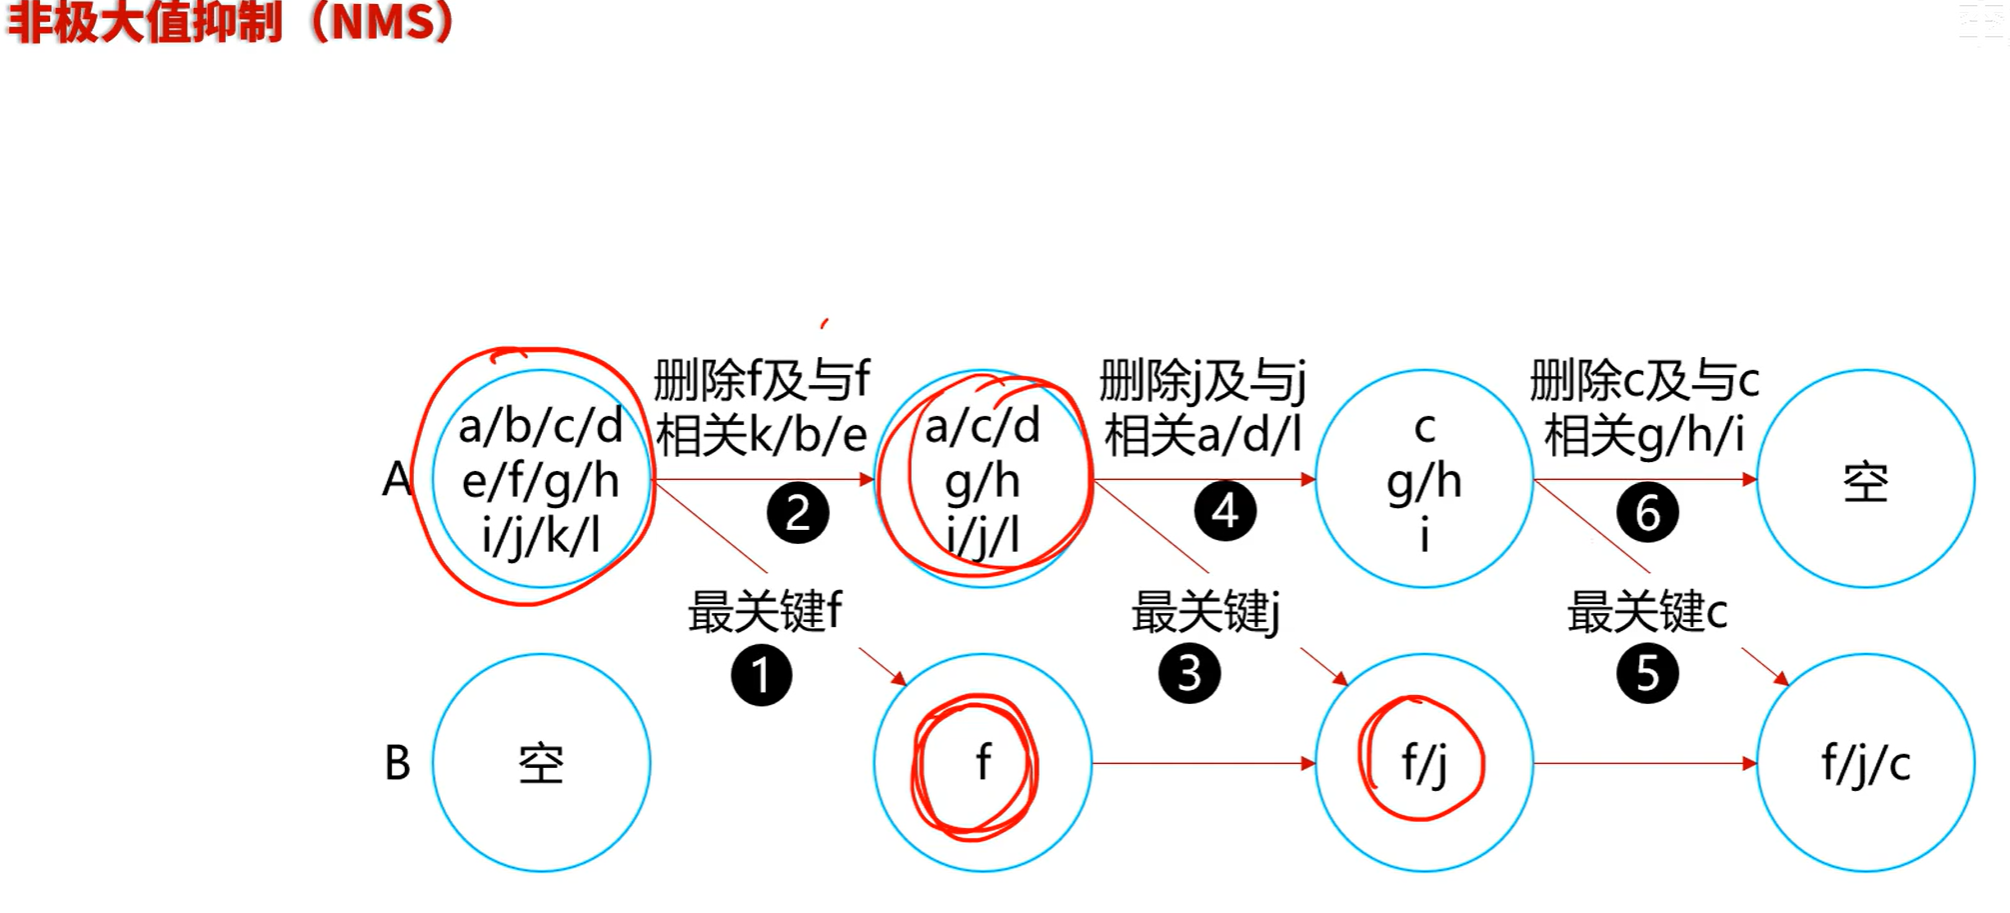 非极大值抑制（NMS）
删除f及与f
相关k/b/e
删除j及与j
相关a/d/l
删除c及与c
相关g/h/i
A
a/b/c/d
e/f/g/h
i/j/k/l
2
a/c/d
g/h
i/j/l
4
c
g/h
i
6
空
最关键f
1
最关键j
3
最关键c
5
B
空
f
f/j
f/j/c